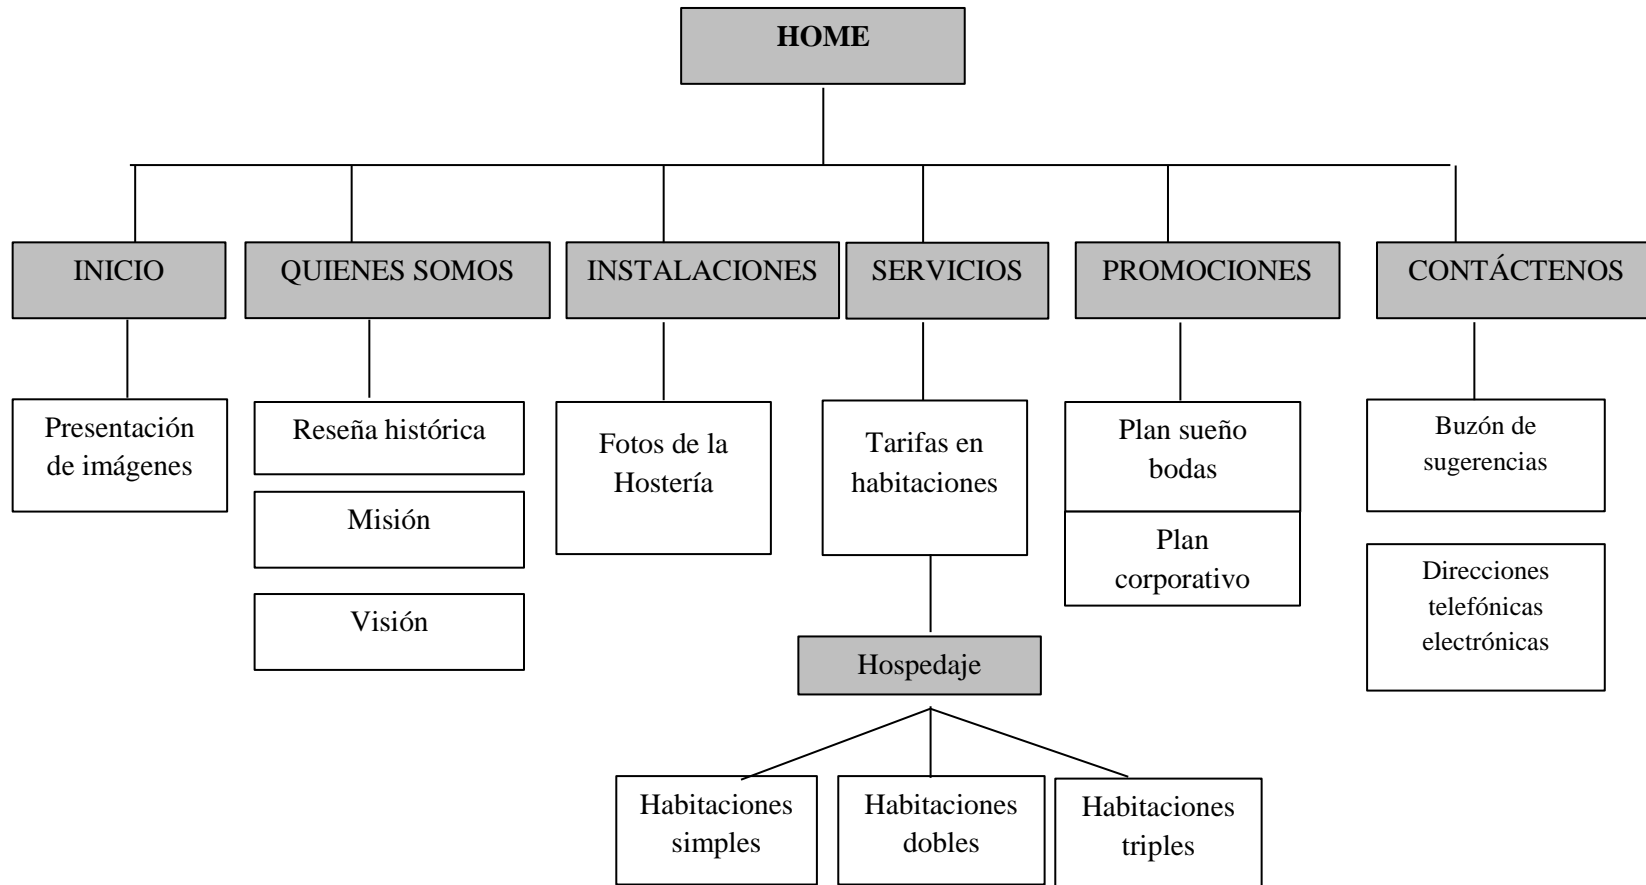 HOME
INICIO
QUIENES SOMOS
INSTALACIONES
SERVICIOS
PROMOCIONES
CONTÁCTENOS
Presentación
de imágenes
Reseña histórica
Misión
Visión
Fotos de la
Hostería
Tarifas en
habitaciones
Plan sueño
bodas
Plan
corporativo
Buzón de
sugerencias
Direcciones
telefónicas
electrónicas
Hospedaje
Habitaciones
simples
Habitaciones
dobles
Habitaciones
triples